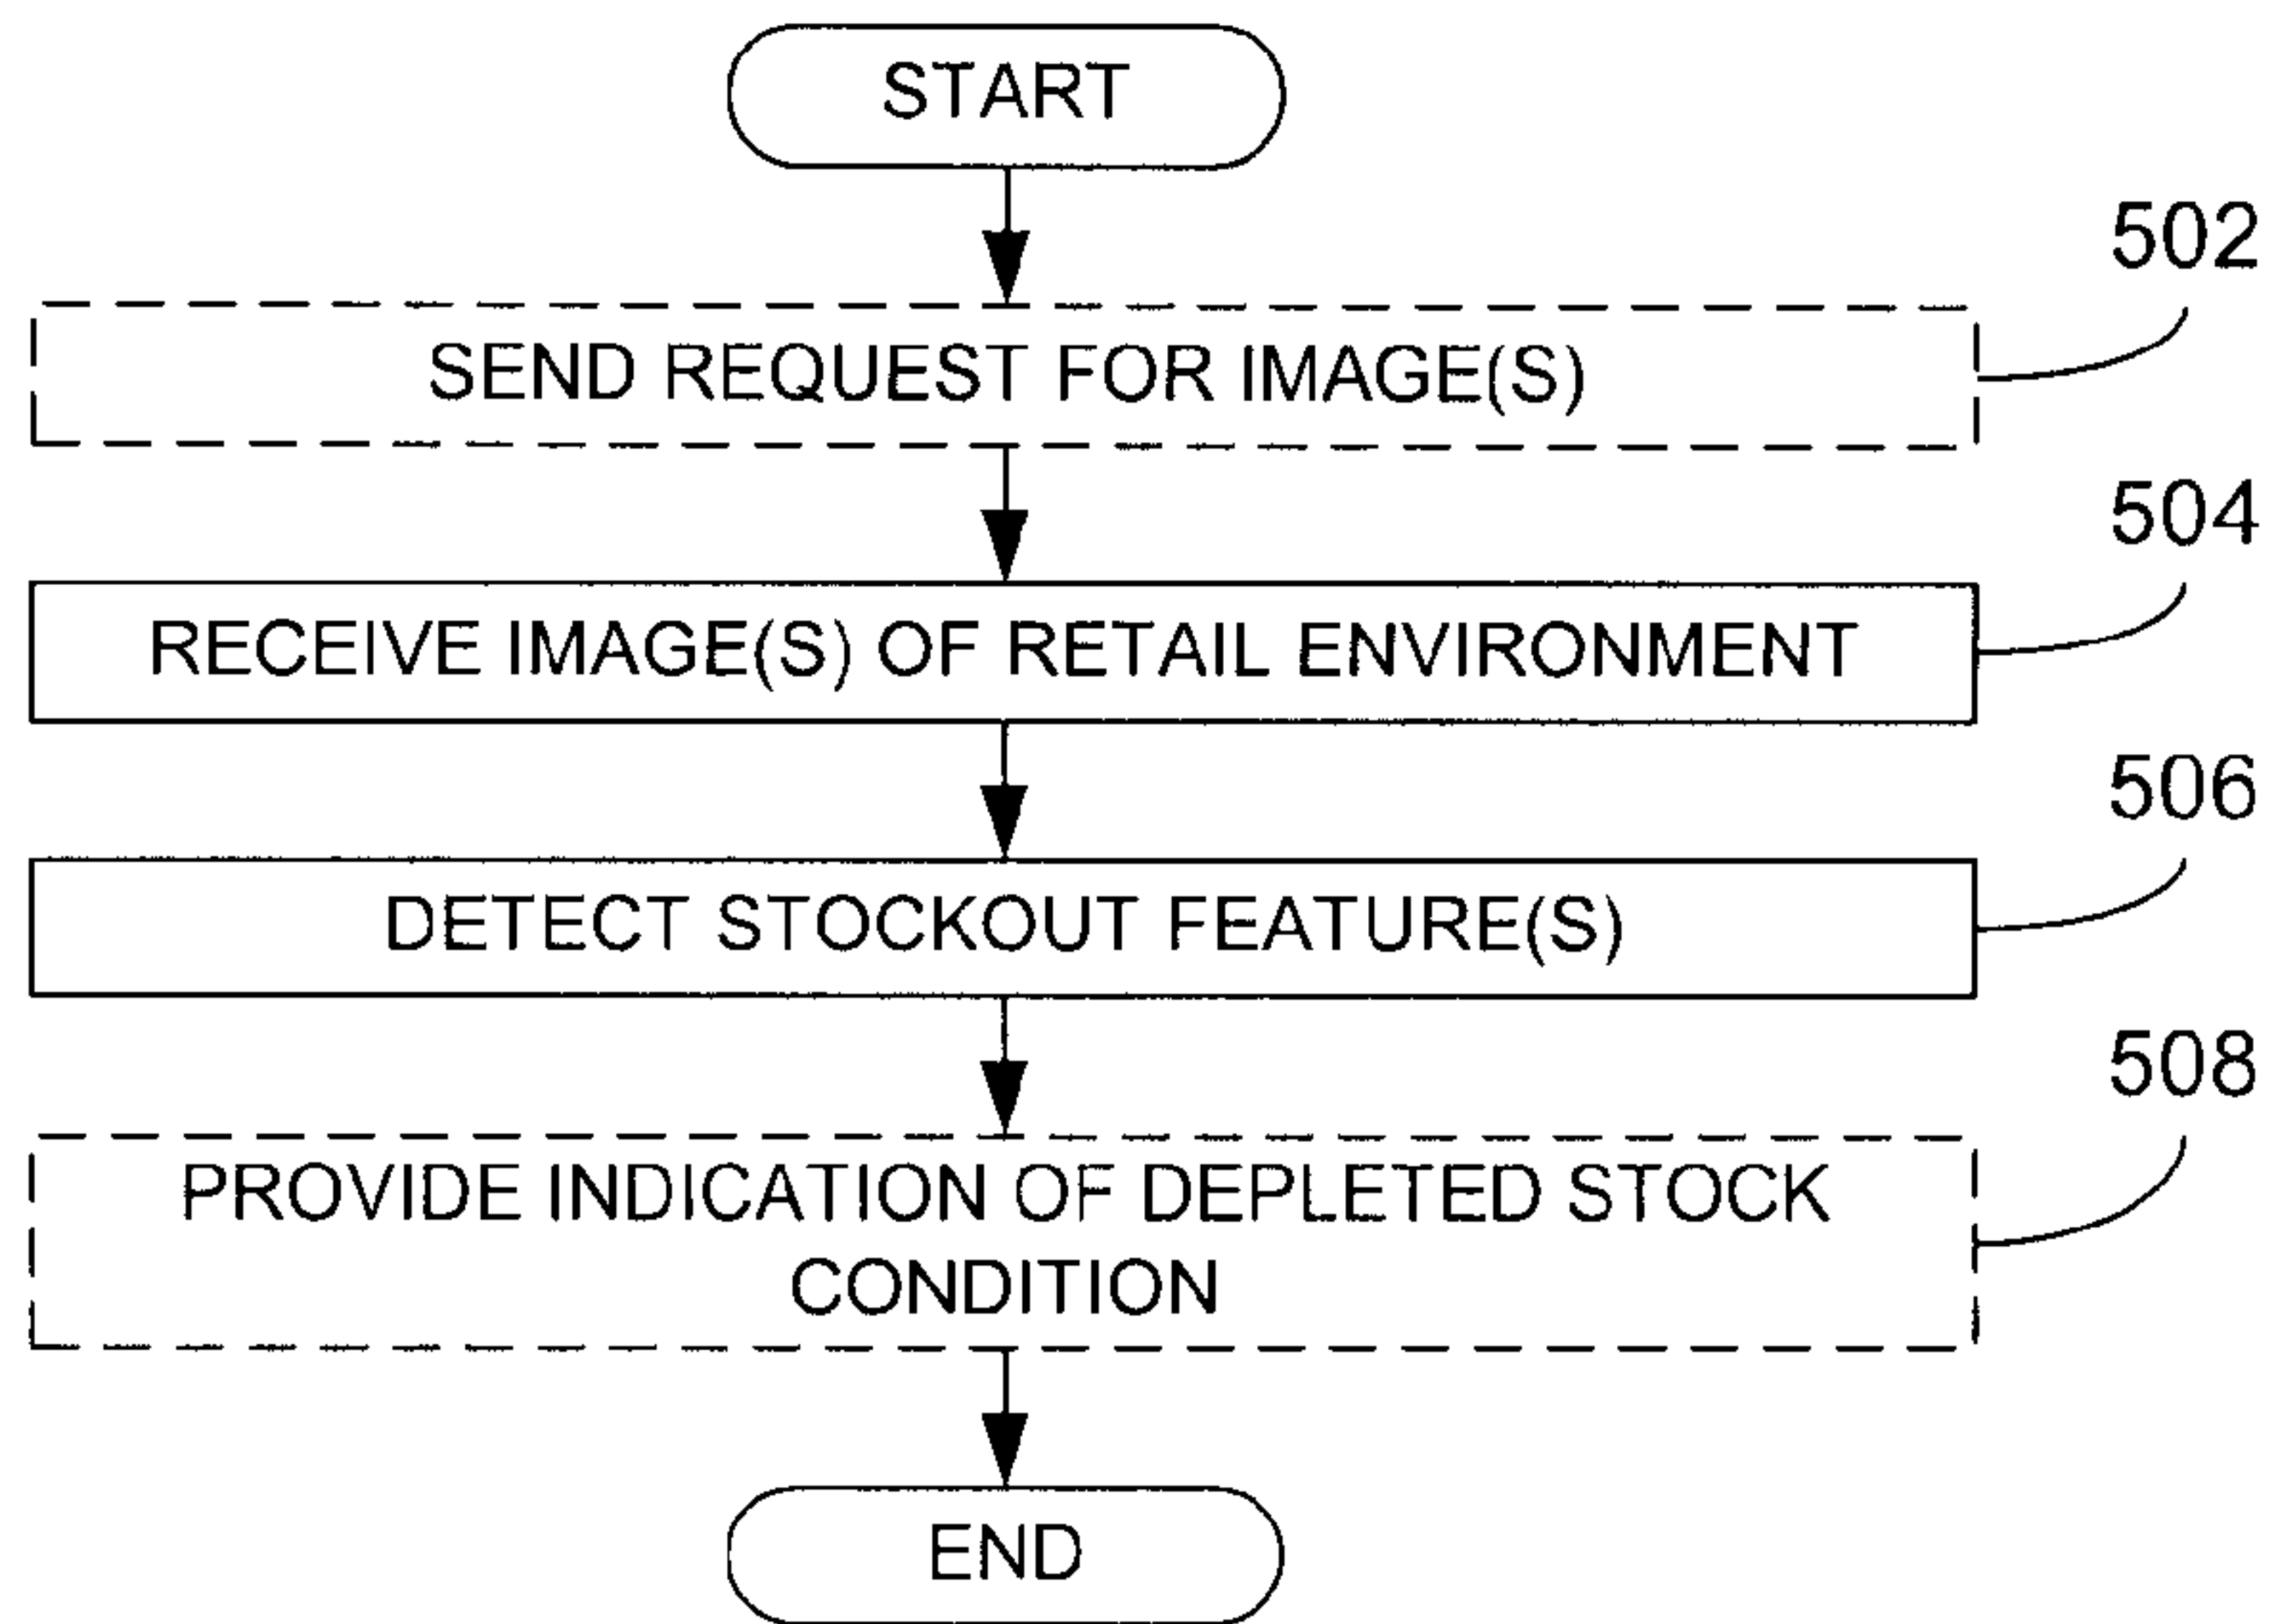 START
502
SEND REQUEST FOR IMAGE(S)
504
RECEIVE IMAGE(S) OF RETAIL ENVIRONMENT
506
DETECT STOCKOUT FEATURE(S)
508
PROVIDE INDICATION OF DEPLETED STOCK
CONDITION
END